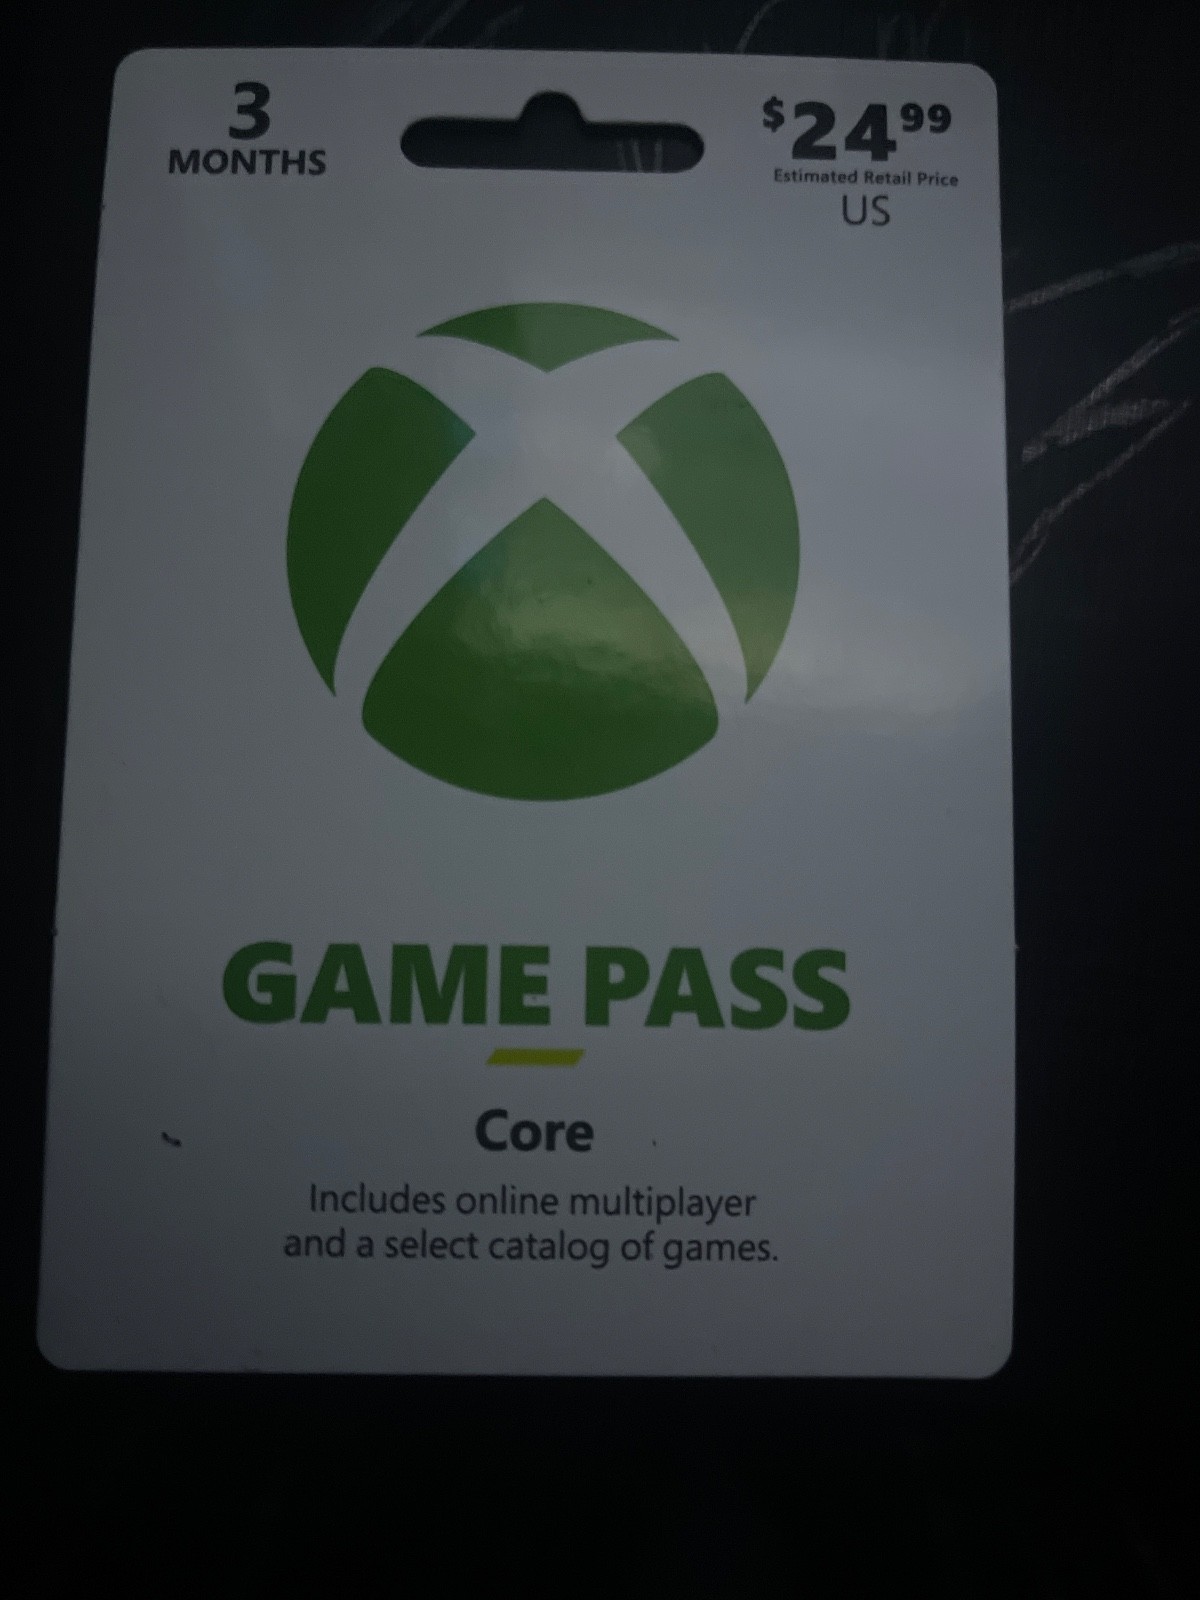 3
MONTHS
$24.99
Estimated Retail Price
US
GAME PASS
Core
Includes online multiplayer
and a select catalog of games.